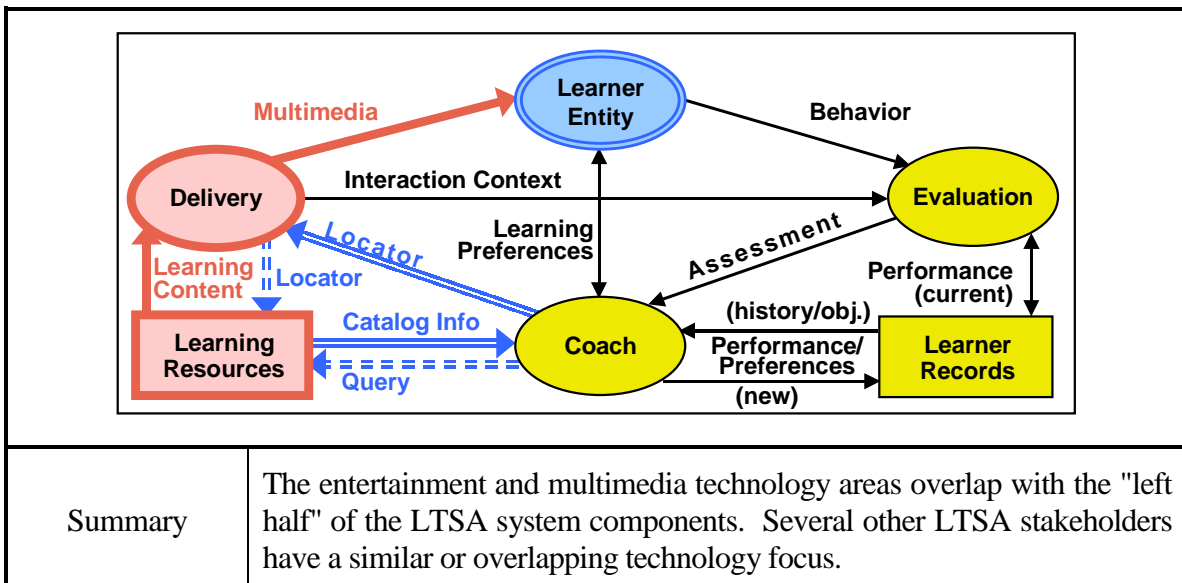 Learner
Entity
Multimedia
Behavior
Delivery
Interaction Context
Evaluation
Learning
Preferences
Locator
Assessment
Learning
Content
Locator
Performance
(current)
Learning
Resources
Catalog Info
Query
Coach
(history/obj.)
Performance/
Preferences
(new)
Learner
Records
Summary
The entertainment and multimedia technology areas overlap with the "left
half" of the LTSA system components. Several other LTSA stakeholders
have a similar or overlapping technology focus.